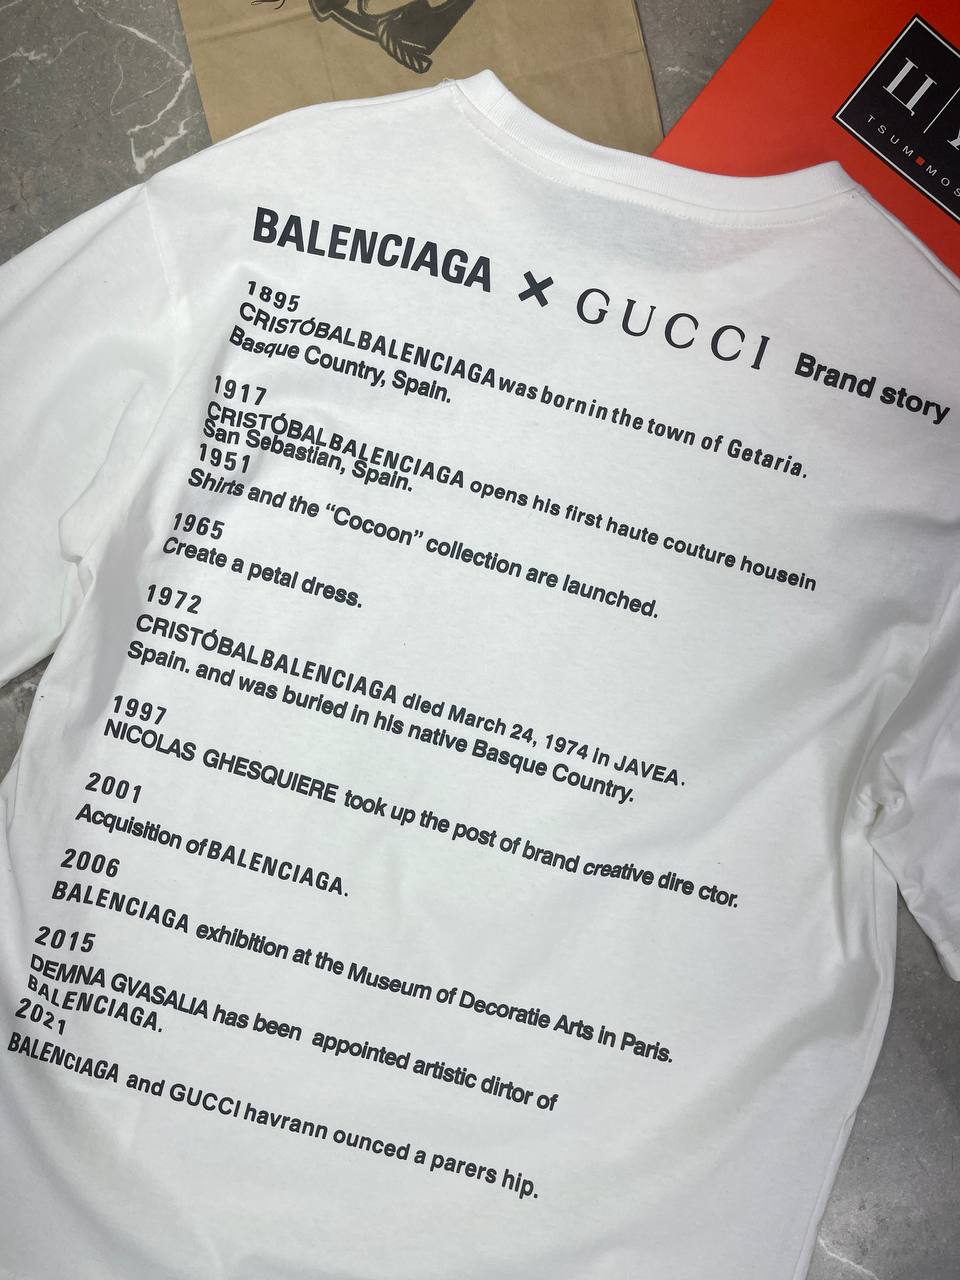 Ц
TSUM MOS
BALENCIAGA × GUCCI Brand story
1895
CRISTÓBALBALENCIAGAwasborninthe town of Getaria.
Basque Country, Spain.
1917
CRISTÓBALBALENCIAGA opens his first haute couture housein
San Sebastian, Spain.
1951
Shirts and the “Cocoon” collection are launched.
1965
Create a petal dress.
1972
CRISTÓBALBALENCIAGA died March 24, 1974 in JAVEA.
Spain. and was buried in his native Basque Country.
1997
NICOLAS GHESQUIERE took up the post of brand creative dire ctor.
2001
Acquisition ofBALENCIAGA.
2006
BALENCIAGA exhibition at the Museum of Decoratie Arts in Paris.
2015
DEMNA GVASALIA has been appointed artistic dirtor of
BALENCIAGA.
2021
BALENCIAGA and GUCCI havrann ounced a parers hip.